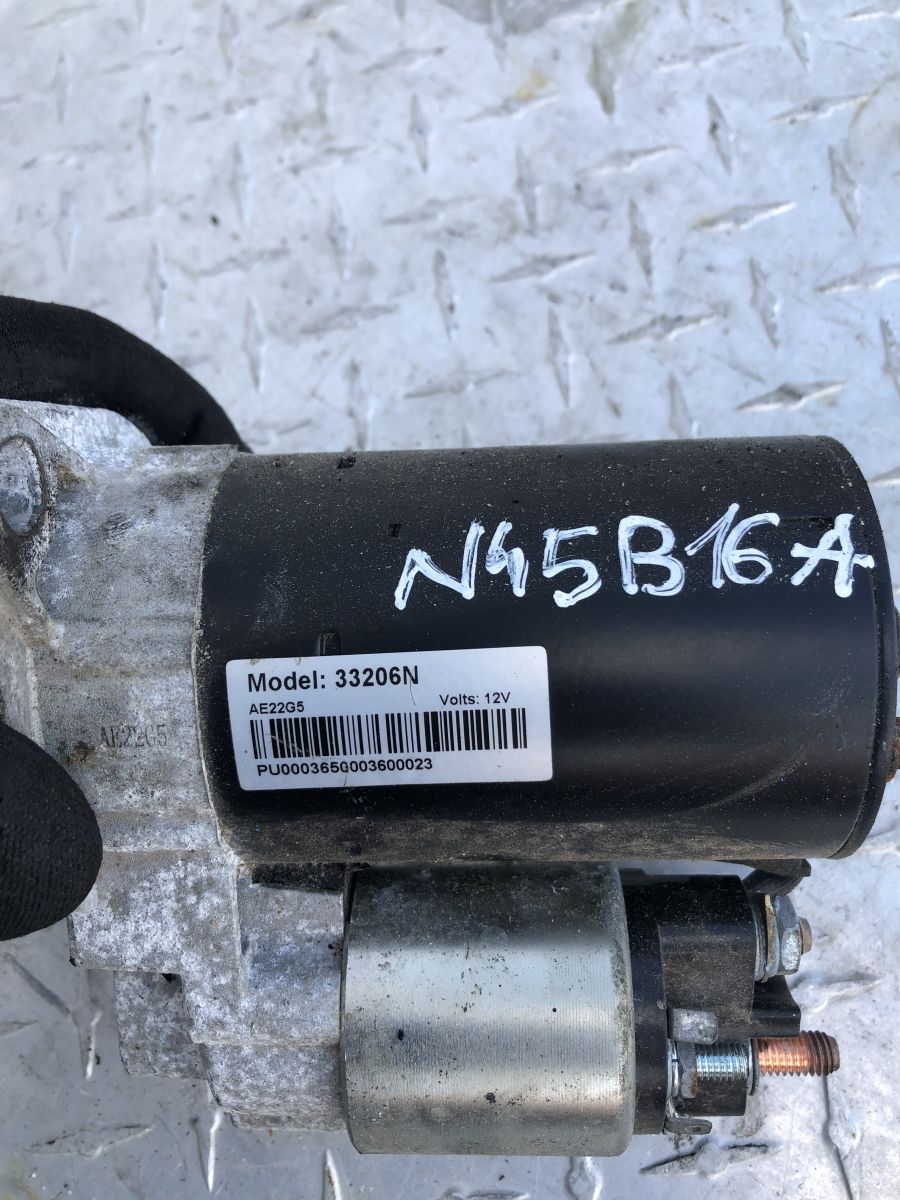 N45B16A
Model: 33206N
AE22G5 Volts: 12V
PU0003650003600023
AE22G5